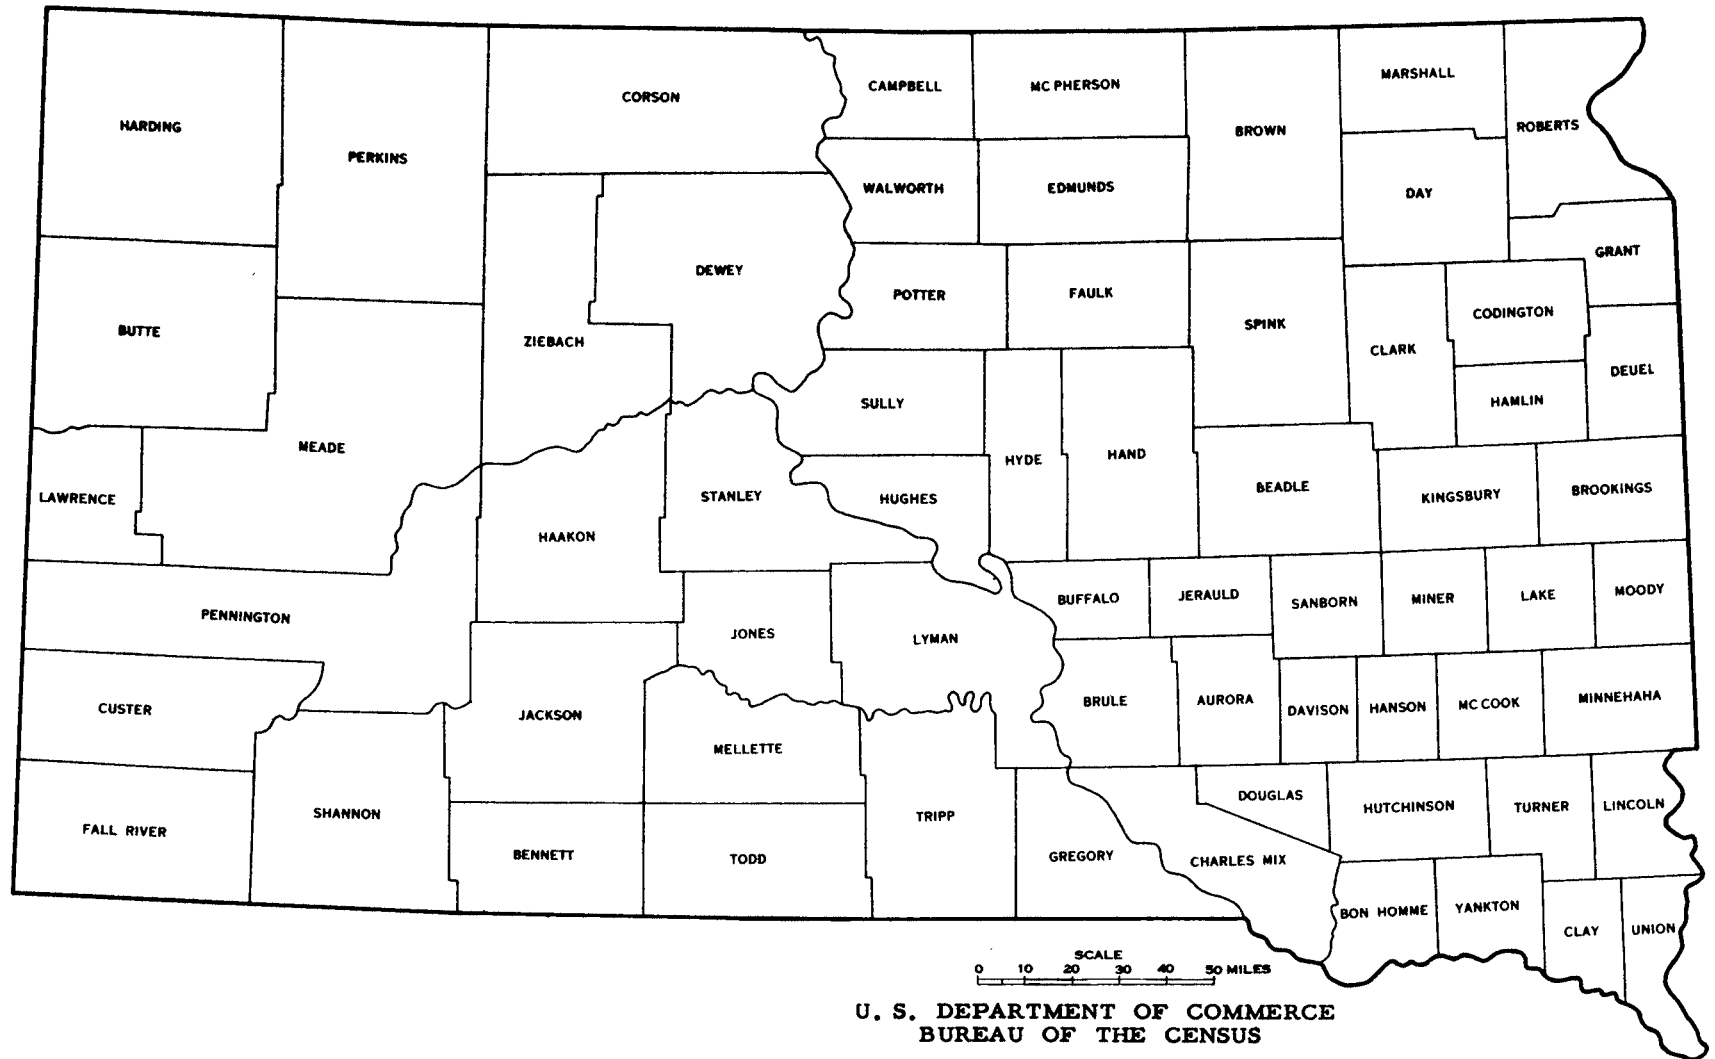 HARDING
PERKINS
CORSON
CAMPBELL
MC PHERSON
BROWN
MARSHALL
ROBERTS
WALWORTH
EDMUNDS
DAY
BUTTE
ZIEBACH
DEWEY
POTTER
FAULK
SPINK
GRANT
CODINGTON
CLARK
DEUEL
HAMLIN
LAWRENCE
MEADE
SULLY
HYDE
HAND
STANLEY
HUGHES
BEADLE
KINGSBURY
BROOKINGS
HAAKON
PENNINGTON
JONES
LYMAN
BUFFALO
JERAULD
SANBORN
MINER
LAKE
MOODY
CUSTER
JACKSON
MELLETTE
BRULE
AURORA
DAVISON
HANSON
MC COOK
MINNEHAHA
FALL RIVER
SHANNON
BENNETT
TODD
TRIPP
GREGORY
CHARLES MIX
DOUGLAS
HUTCHINSON
TURNER
LINCOLN
BON HOMME
YANKTON
CLAY
UNION
SCALE
0 10 20 30 40 50 MILES
U. S. DEPARTMENT OF COMMERCE
BUREAU OF THE CENSUS